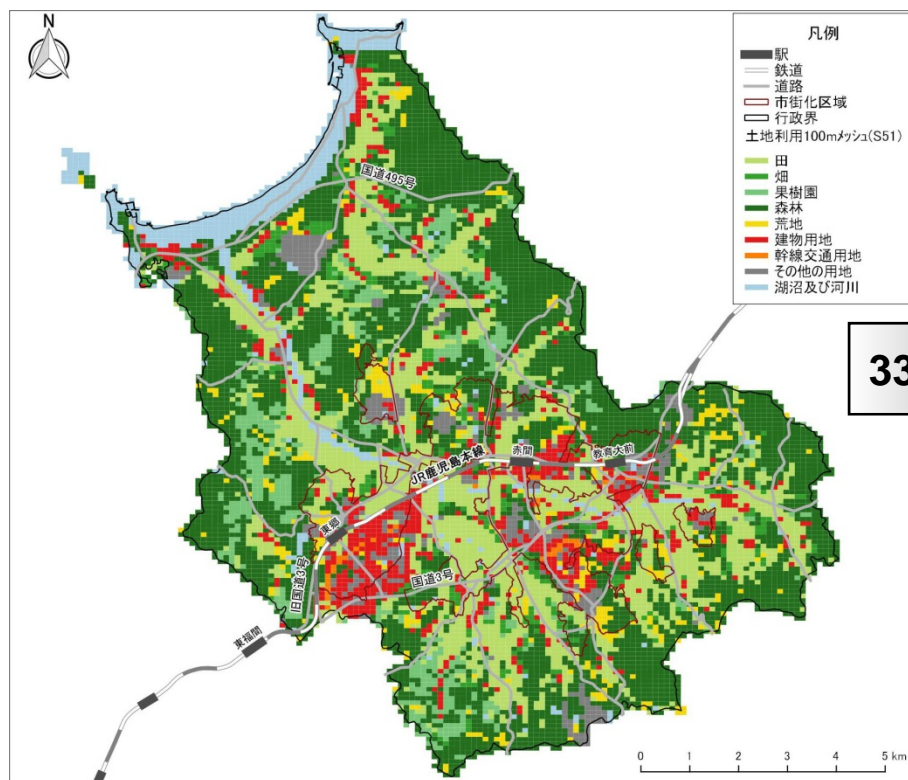 N
凡例
駅
鉄道
道路
市街化区域
行政界
土地利用100mメッシュ(S51)
田
畑
果樹園
森林
荒地
建物用地
幹線交通用地
その他の用地
湖沼及び河川
国道495号
33
赤間
教育大前
JR鹿児島本線
東郷
旧国道3号
国道3号
東福間
0 1 2 3 4 5 km